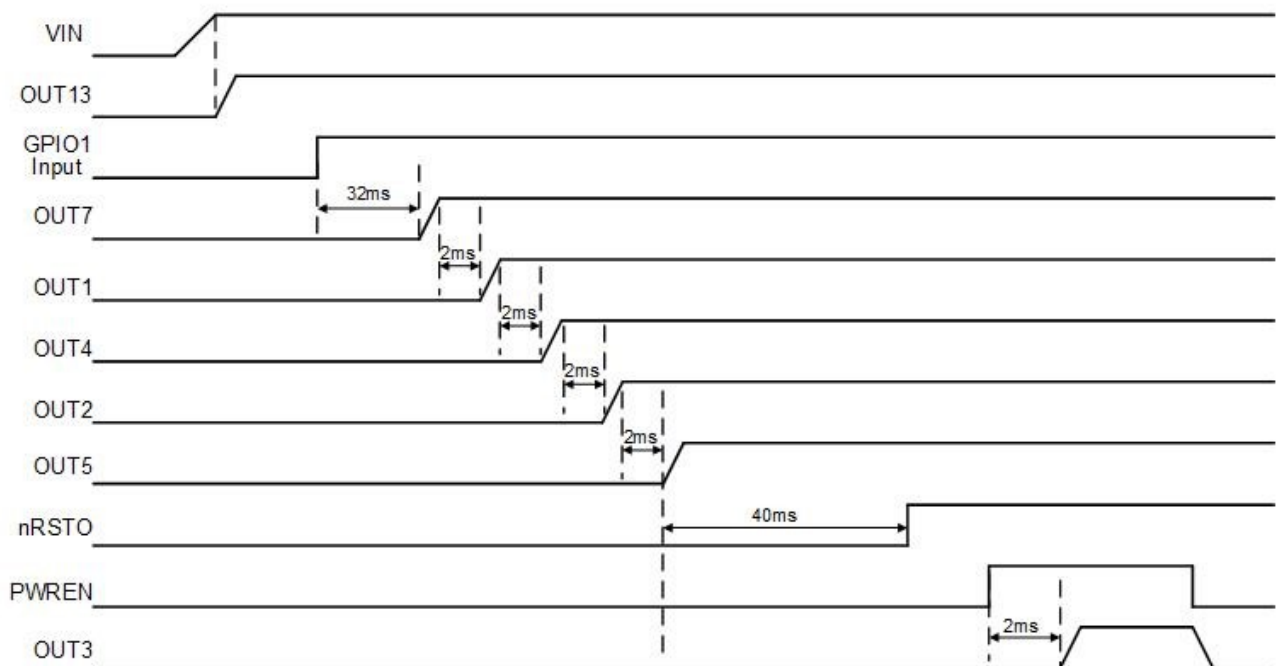 VIN
OUT13
GPIO1
Input
32ms
OUT7
2ms
OUT1
2ms
OUT4
2ms
OUT2
2ms
OUT5
40ms
nRSTO
PWREN
2ms
OUT3